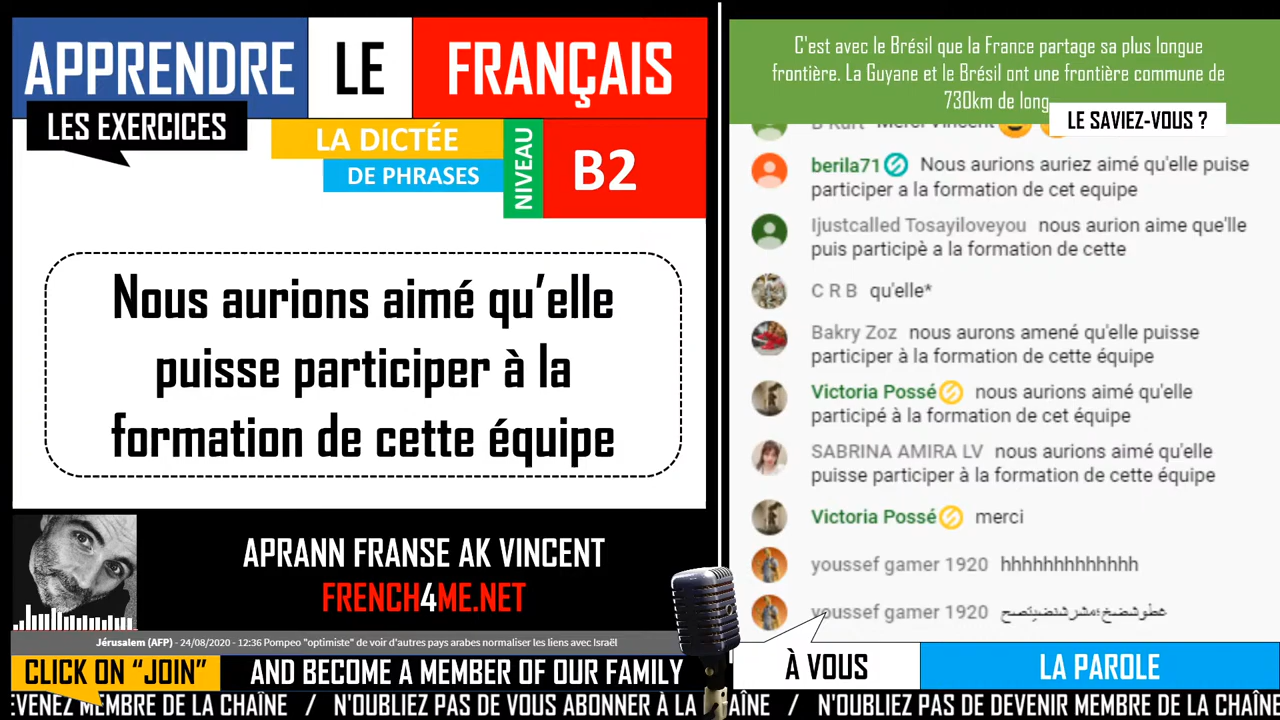 APPRENDRE LE FRANÇAIS
LES EXERCICES
LA DICTÉE
DE PHRASES
NIVEAU
B2
Nous aurions aimé qu’elle
puisse participer à la
formation de cette équipe
APRANN FRANSE AK VINCENT
FRENCH4ME.NET
Jérusalem (AFP) - 24/08/2020 - 12:36 Pompeo "optimiste" de voir d'autres pays arabes normaliser les liens avec Israël
CLICK ON “JOIN” AND BECOME A MEMBER OF OUR FAMILY
C'est avec le Brésil que la France partage sa plus longue
frontière. La Guyane et le Brésil ont une frontière commune de
730km de long
LE SAVIEZ-VOUS ?
B Kurt Merci Vincent
berila71 Nous aurions auriez aimé qu'elle puise
participer a la formation de cet equipe
Ijustcalled Tosayiloveyou nous aurion aime que'lle
puis participè a la formation de cette
C R B qu'elle*
Bakry Zoz nous aurons amené qu'elle puisse
participer à la formation de cette équipe
Victoria Possé nous aurions aimé qu'elle
participé à la formation de cet équipe
SABRINA AMIRA LV nous aurions aimé qu'elle
puisse participer à la formation de cette équipe
Victoria Possé merci
youssef gamer 1920 hhhhhhhhhhhhh
youssef gamer 1920
À VOUS LA PAROLE
EVENEZ MEMBRE DE LA CHAÎNE / N'OUBLIEZ PAS DE VOUS ABONNER À LA CHAÎNE / N'OUBLIEZ PAS DE DEVENIR MEMBRE DE LA CHAÎNE